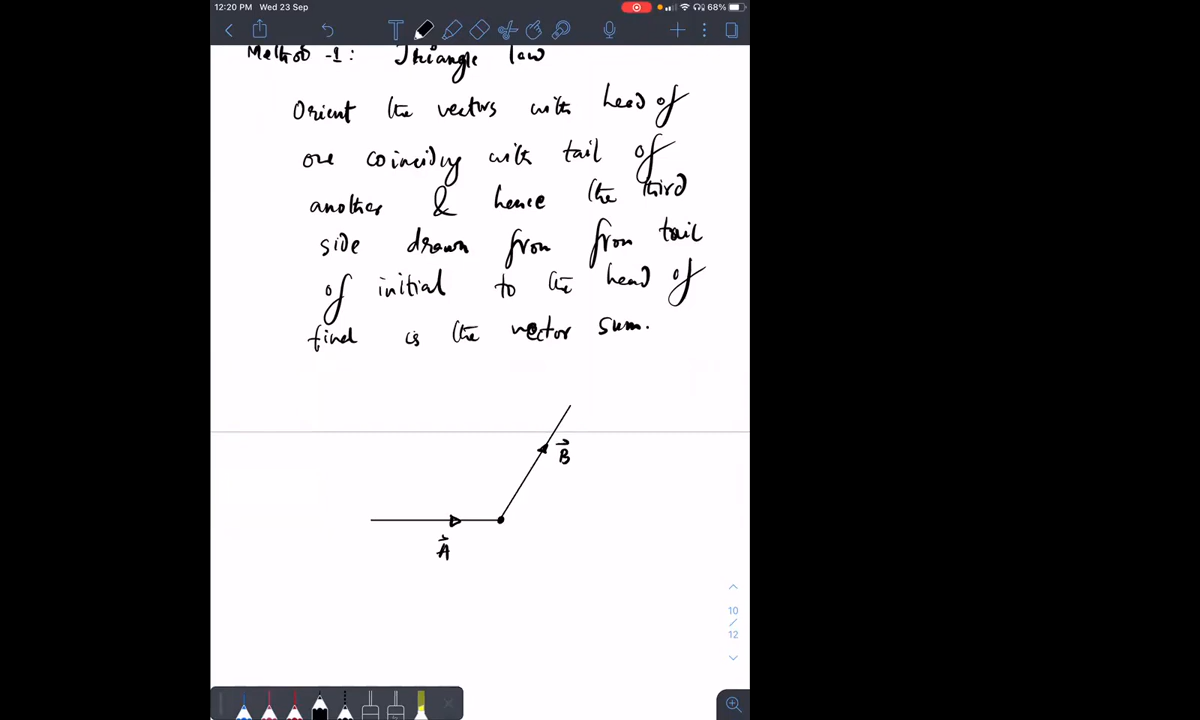 12:20 PM Wed 23 Sep
68%
Method -1: Triangle law
Orient the vectors with head of
one coinciding with tail of
another & hence the third
side drawn from from tail
of initial to the head of
final is the vector sum.
B
A
10
/
12